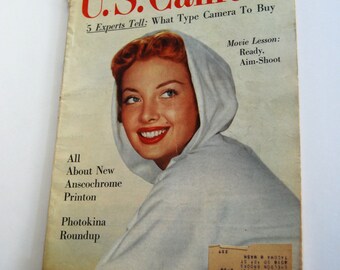 U.S. Camera
5 Experts Tell: What Type Camera To Buy
Movie Lesson:
Ready,
Aim-Shoot
All
About New
Anscochrome
Printon
Photokina
Roundup